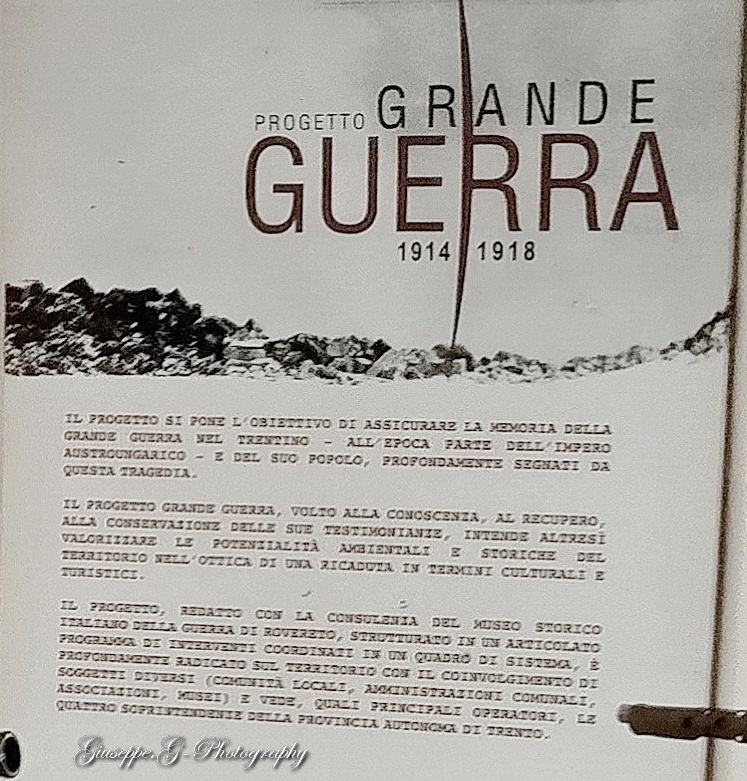 PROGETTO GRANDE
GUERRA
1914 1918
IL PROGETTO SI PONE L'OBIETTIVO DI ASSICURARE LA MEMORIA DELLA
GRANDE GUERRA NEL TRENTINO - ALL'EPOCA PARTE DELL'IMPERO
AUSTROUNGARICO - E DEL SUO POPOLO, PROFONDAMENTE SEGNATI DA
QUESTA TRAGEDIA.
IL PROGETTO GRANDE GUERRA, VOLTO ALLA CONOSCENZA, AL RECUPERO,
ALLA CONSERVAZIONE DELLE SUE TESTIMONIANZE, INTENDE ALTRESÌ
VALORIZZARE LE POTENZIALITÀ AMBIENTALI E STORICHE DEL
TERRITORIO NELL'OTTICA DI UNA RICADUTA IN TERMINI CULTURALI E
TURISTICI.
IL PROGETTO, REDATTO CON LA CONSULENZA DEL MUSEO STORICO
ITALIANO DELLA GUERRA DI ROVERETO, STRUTTURATO IN UN ARTICOLATO
PROGRAMMA DI INTERVENTI COORDINATI IN UN QUADRO DI SISTEMA, È
PROFONDAMENTE RADICATO SUL TERRITORIO CON IL COINVOLGIMENTO DI
SOGGETTI DIVERSI (COMUNITÀ LOCALI, AMMINISTRAZIONI COMUNALI,
ASSOCIAZIONI, MUSEI) E VEDE, QUALI PRINCIPALI OPERATORI, LE
QUATTRO SOPRINTENDENZE DELLA PROVINCIA AUTONOMA DI TRENTO.
Giuseppe.G-Photography